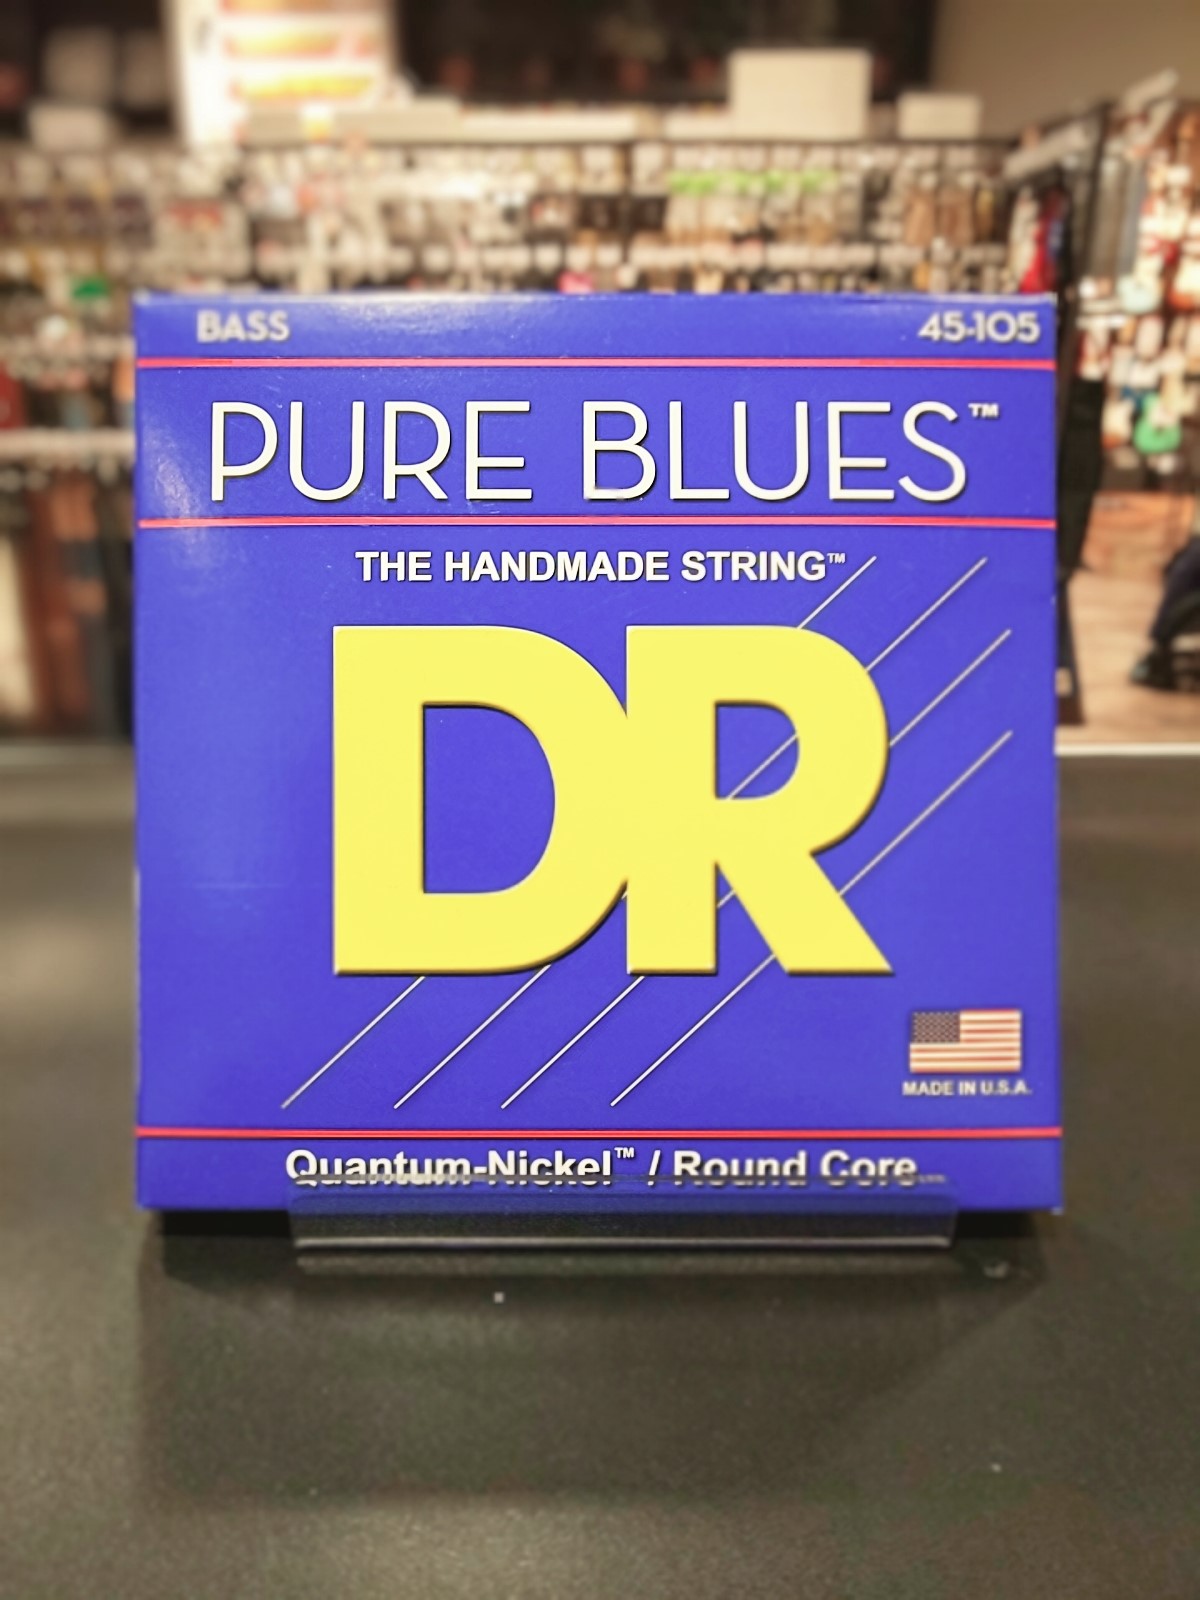 BASS 45-105
PURE BLUES™
THE HANDMADE STRING™
DR
MADE IN U.S.A.
Quantum-Nickel™ / Round Core